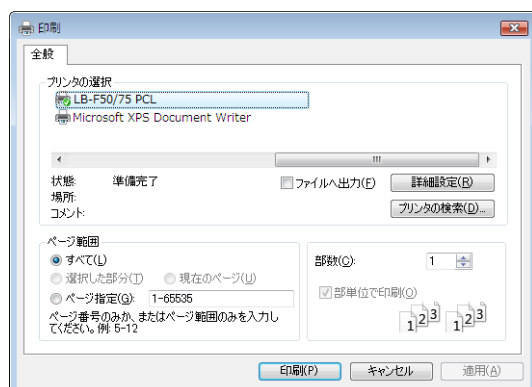 印刷
全般
プリンタの選択
LB-F50/75 PCL
Microsoft XPS Document Writer
状態: 準備完了
場所:
コメント:
ファイルへ出力(F)
詳細設定(R)
プリンタの検索(D)...
ページ範囲
すべて(L)
選択した部分(T) 現在のページ(U)
ページ指定(G): 1-65535
ページ番号のみか、またはページ範囲のみを入力し
てください。例: 5-12
部数(C): 1
部単位で印刷(O)
1 2 3 1 2 3
印刷(P) キャンセル 適用(A)